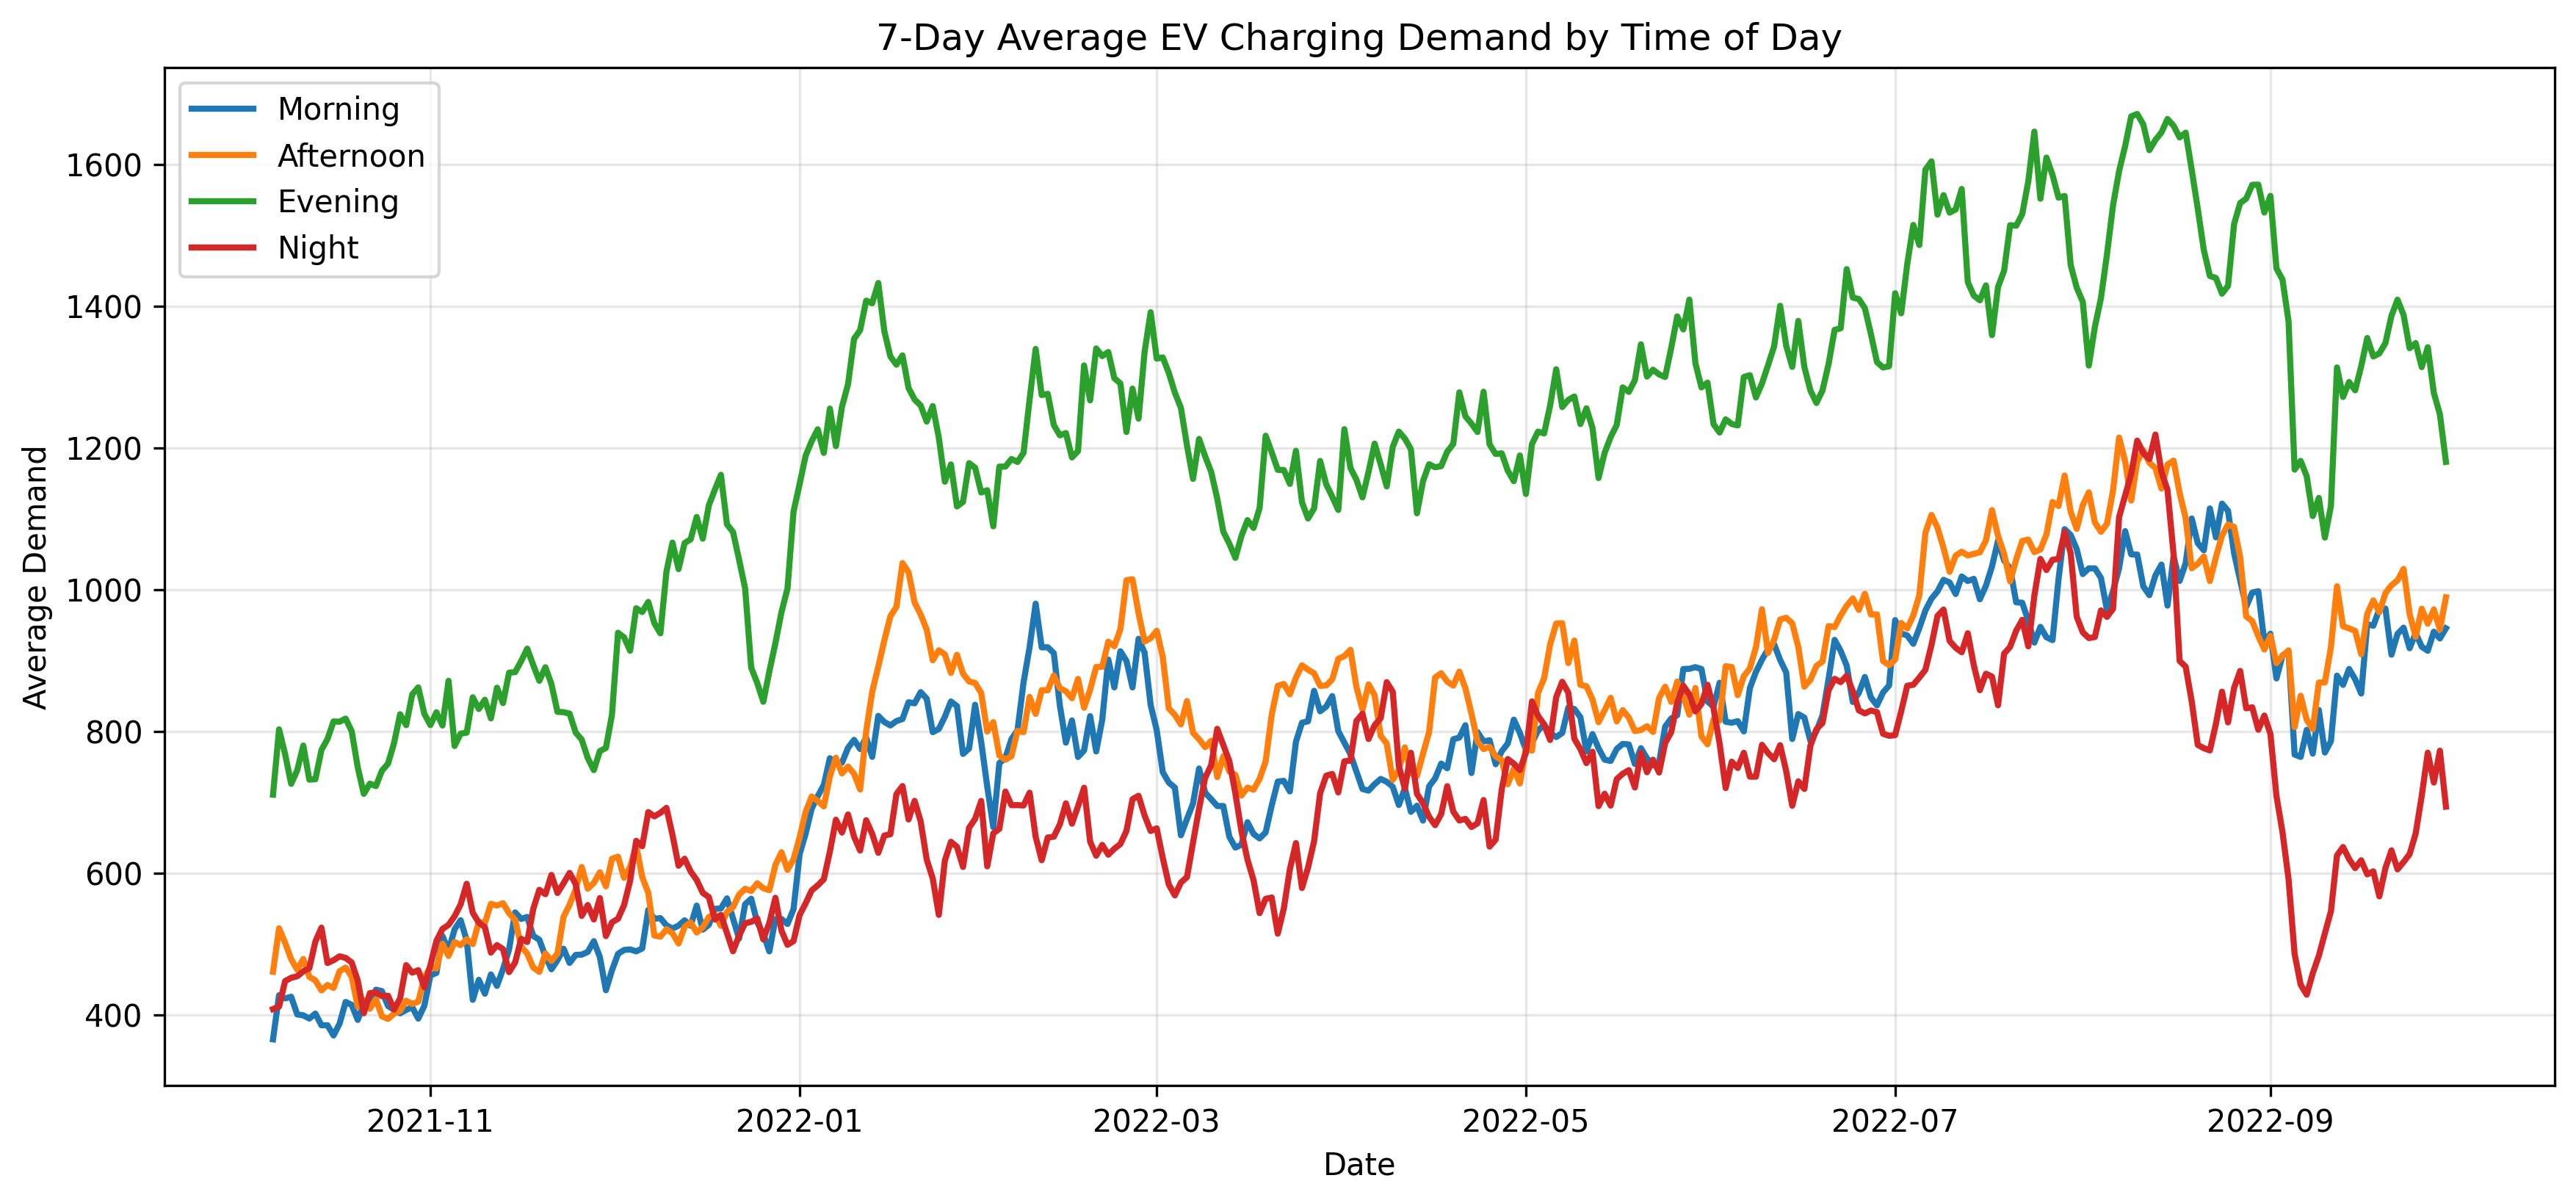 7-Day Average EV Charging Demand by Time of Day
Morning
Afternoon
Evening
Night
Average Demand
1600
1400
1200
1000
800
600
400
2021-11
2022-01
2022-03
2022-05
2022-07
2022-09
Date